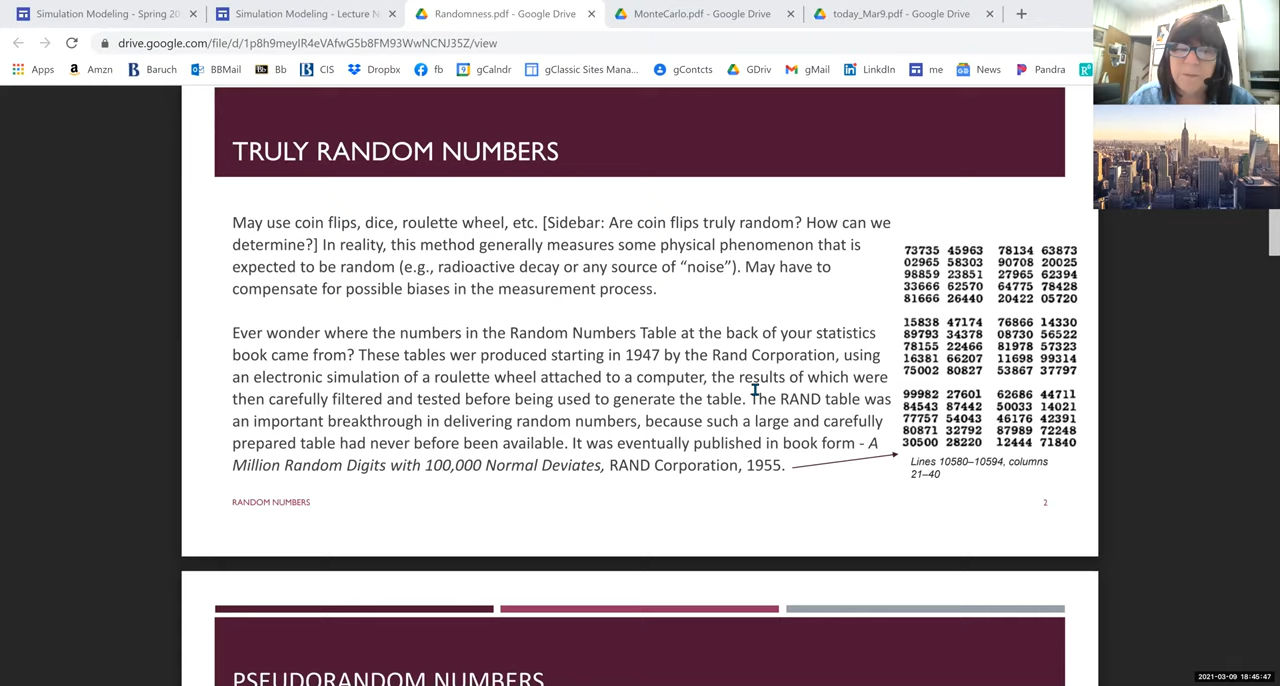 Simulation Modeling - Spring 20
Simulation Modeling - Lecture N
Randomness.pdf - Google Drive
MonteCarlo.pdf - Google Drive
today_Mar9.pdf - Google Drive
drive.google.com/file/d/1p8h9meyIR4eVAfwG5b8FM93WwNCNJ35Z/view
Apps Amzn Baruch BBMail Bb CIS Dropbx fb gCalndr gClassic Sites Mana... gContcts GDriv gMail LinkdIn me News Pandra
TRULY RANDOM NUMBERS
May use coin flips, dice, roulette wheel, etc. [Sidebar: Are coin flips truly random? How can we
determine?] In reality, this method generally measures some physical phenomenon that is
expected to be random (e.g., radioactive decay or any source of “noise”). May have to
compensate for possible biases in the measurement process.
Ever wonder where the numbers in the Random Numbers Table at the back of your statistics
book came from? These tables wer produced starting in 1947 by the Rand Corporation, using
an electronic simulation of a roulette wheel attached to a computer, the results of which were
then carefully filtered and tested before being used to generate the table. The RAND table was
an important breakthrough in delivering random numbers, because such a large and carefully
prepared table had never before been available. It was eventually published in book form - A
Million Random Digits with 100,000 Normal Deviates, RAND Corporation, 1955.
73735 45963 78134 63873
02965 58303 90708 20025
98859 23851 27965 62394
33666 62570 64775 78428
81666 26440 20422 05720
15838 47174 76866 14330
89793 34378 08730 56522
78155 22466 81978 57323
16381 66207 11698 99314
75002 80827 53867 37797
99982 27601 62686 44711
84543 87442 50033 14021
77757 54043 46176 42391
80871 32792 87989 72248
30500 28220 12444 71840
Lines 10580–10594, columns
21–40
RANDOM NUMBERS
2
PSEUDORANDOM NUMBERS
2021-03-09 18:45:47